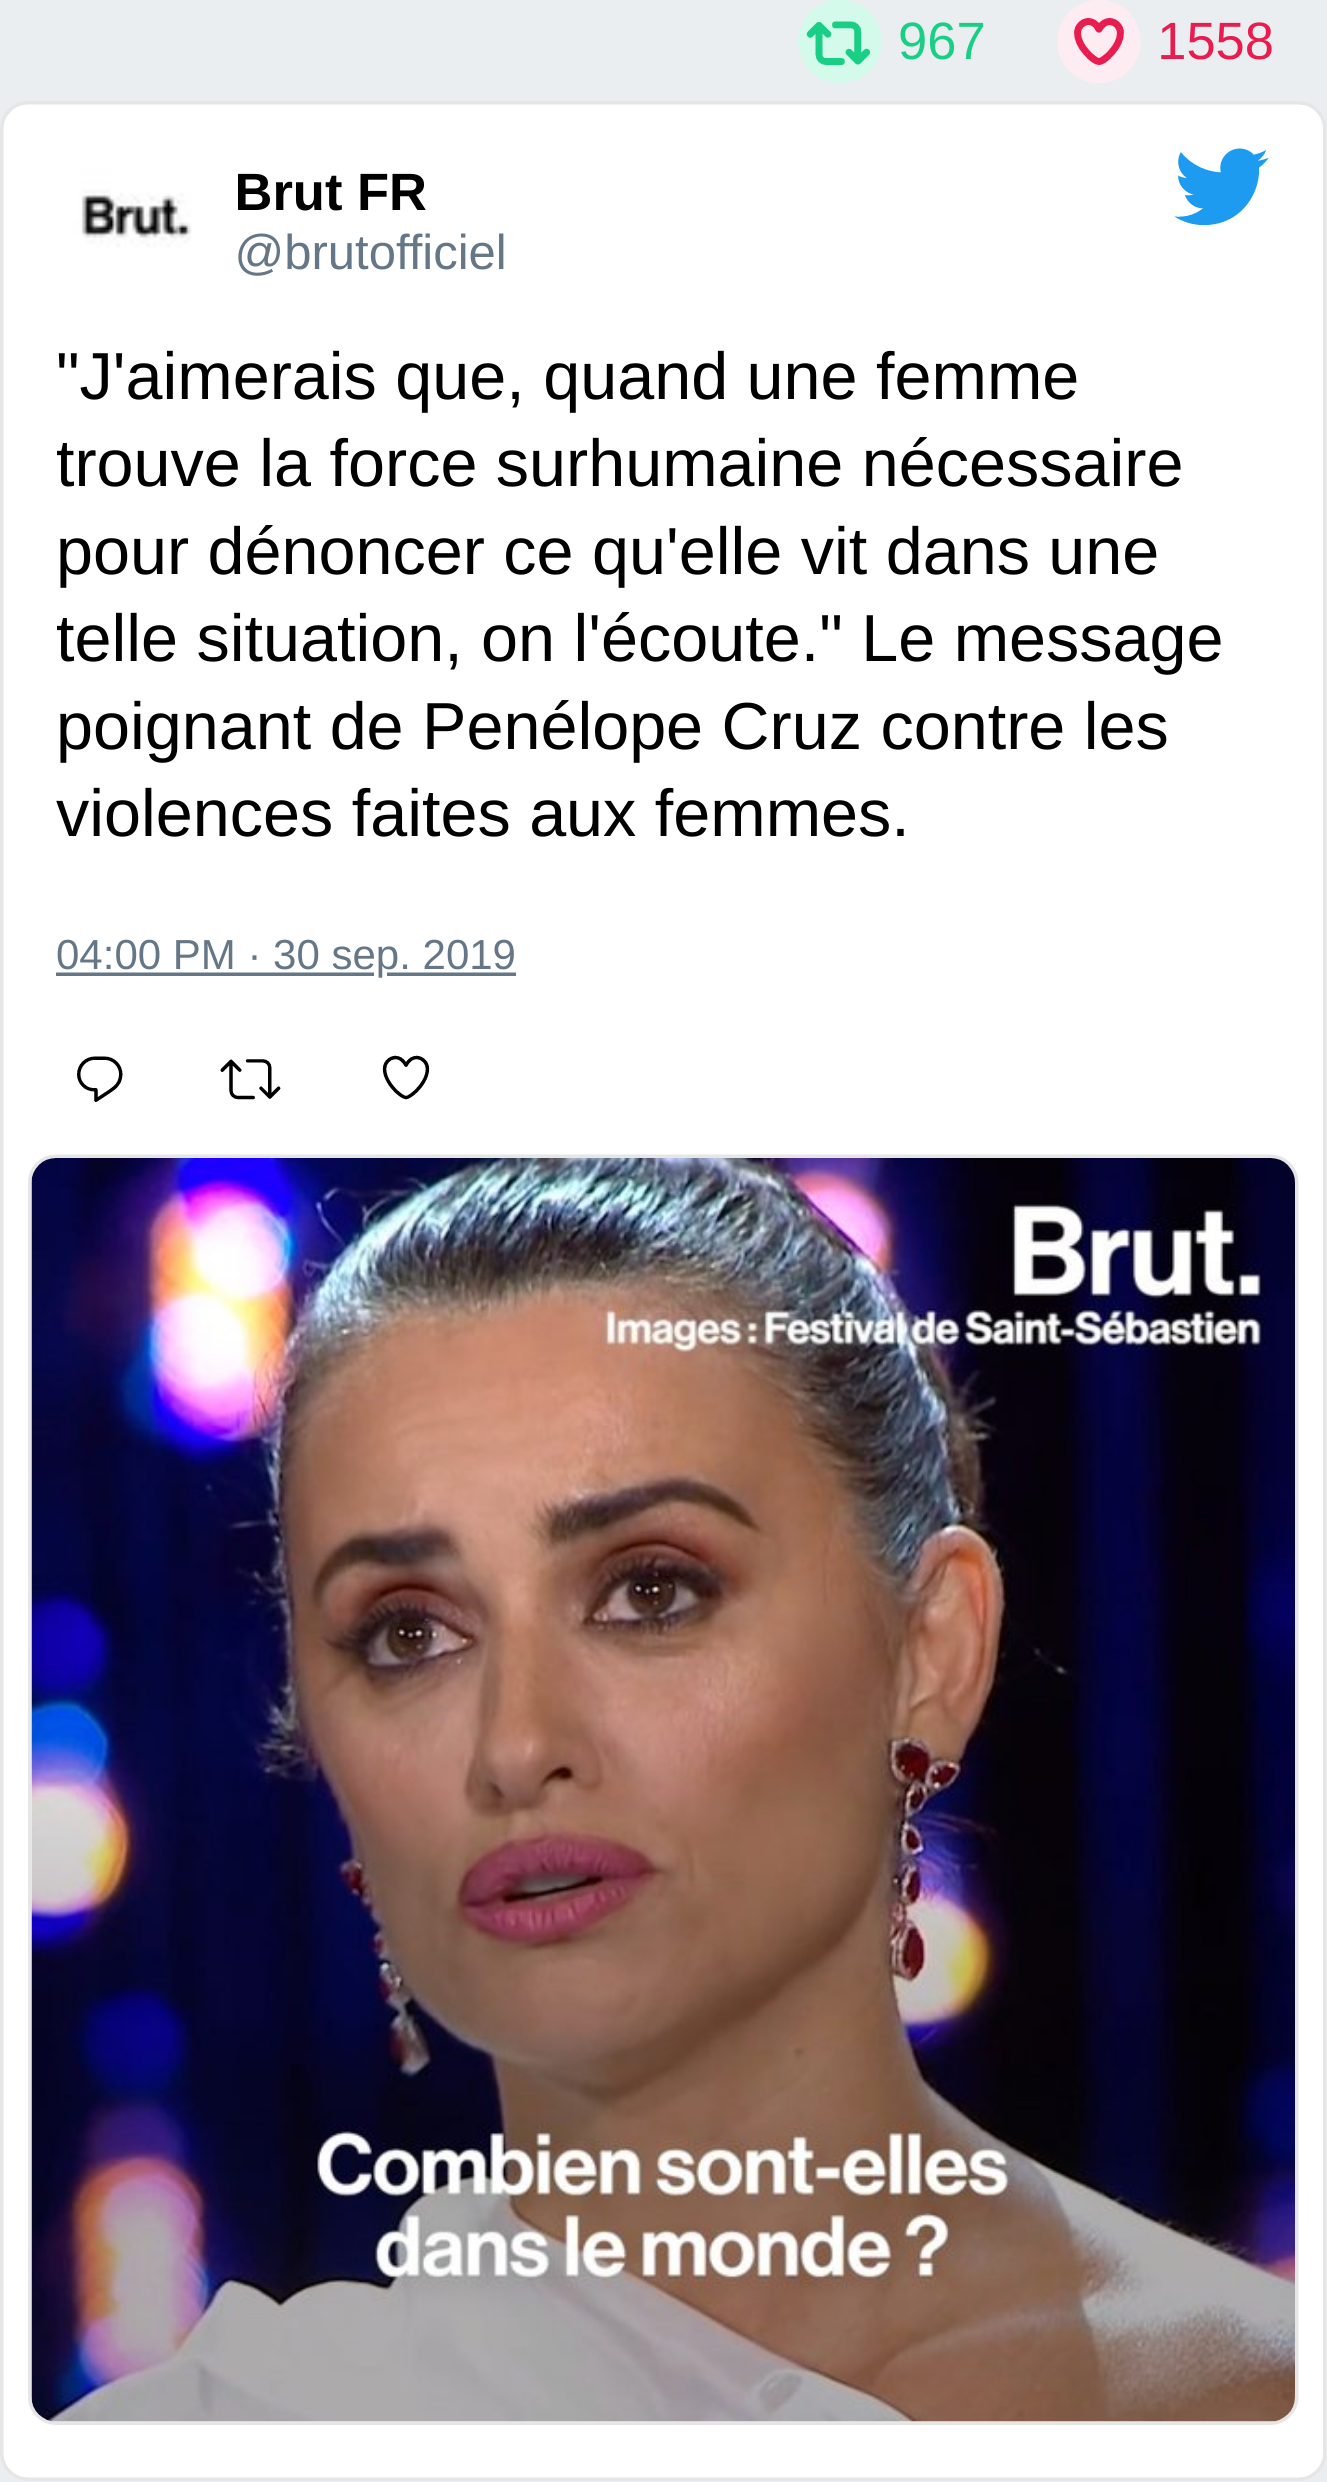 967 1558
Brut.
Brut FR
@brutofficiel
"J'aimerais que, quand une femme
trouve la force surhumaine nécessaire
pour dénoncer ce qu'elle vit dans une
telle situation, on l'écoute." Le message
poignant de Penélope Cruz contre les
violences faites aux femmes.
04:00 PM · 30 sep. 2019
Brut.
Images : Festival de Saint-Sébastien
Combien sont-elles
dans le monde ?